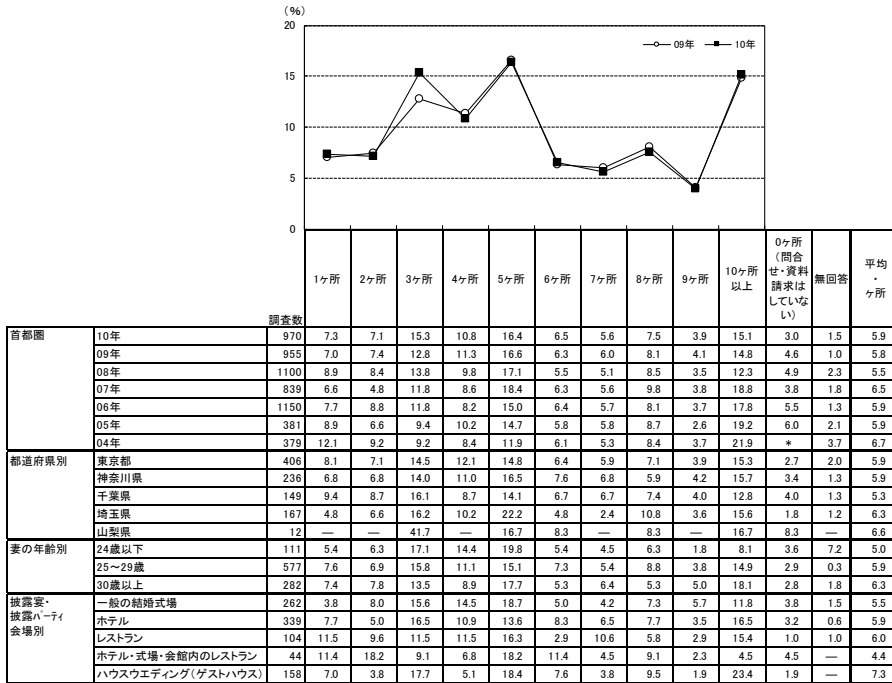 (%)
20
15
10
5
0
09年 10年
調査数 1ヶ所 2ヶ所 3ヶ所 4ヶ所 5ヶ所 6ヶ所 7ヶ所 8ヶ所 9ヶ所 10ヶ所以上 0ヶ所(問合せ・資料請求はしていない) 無回答 平均・ヶ所
首都圏 10年 970 7.3 7.1 15.3 10.8 16.4 6.5 5.6 7.5 3.9 15.1 3.0 1.5 5.9
09年 955 7.0 7.4 12.8 11.3 16.6 6.3 6.0 8.1 4.1 14.8 4.6 1.0 5.8
08年 1100 8.9 8.4 13.8 9.8 17.1 5.5 5.1 8.5 3.5 12.3 4.9 2.3 5.5
07年 839 6.6 4.8 11.8 8.6 18.4 6.3 5.6 9.8 3.8 18.8 3.8 1.8 6.5
06年 1150 7.7 8.8 11.8 8.2 15.0 6.4 5.7 8.1 3.7 17.8 5.5 1.3 5.9
05年 381 8.9 6.6 9.4 10.2 14.7 5.8 5.8 8.7 2.6 19.2 6.0 2.1 5.9
04年 379 12.1 9.2 9.2 8.4 11.9 6.1 5.3 8.4 3.7 21.9 * 3.7 6.7
都道府県別 東京都 406 8.1 7.1 14.5 12.1 14.8 6.4 5.9 7.1 3.9 15.3 2.7 2.0 5.9
神奈川県 236 6.8 6.8 14.0 11.0 16.5 7.6 6.8 5.9 4.2 15.7 3.4 1.3 5.9
千葉県 149 9.4 8.7 16.1 8.7 14.1 6.7 6.7 7.4 4.0 12.8 4.0 1.3 5.3
埼玉県 167 4.8 6.6 16.2 10.2 22.2 4.8 2.4 10.8 3.6 15.6 1.8 1.2 6.3
山梨県 12 ― ― 41.7 ― 16.7 8.3 ― 8.3 ― 16.7 8.3 ― 6.6
妻の年齢別 24歳以下 111 5.4 6.3 17.1 14.4 19.8 5.4 4.5 6.3 1.8 8.1 3.6 7.2 5.0
25～29歳 577 7.6 6.9 15.8 11.1 15.1 7.3 5.4 8.8 3.8 14.9 2.9 0.3 5.9
30歳以上 282 7.4 7.8 13.5 8.9 17.7 5.3 6.4 5.3 5.0 18.1 2.8 1.8 6.3
披露宴・披露パーティ会場別 一般の結婚式場 262 3.8 8.0 15.6 14.5 18.7 5.0 4.2 7.3 5.7 11.8 3.8 1.5 5.5
ホテル 339 7.7 5.0 16.5 10.9 13.6 8.3 6.5 7.7 3.5 16.5 3.2 0.6 5.9
レストラン 104 11.5 9.6 11.5 11.5 16.3 2.9 10.6 5.8 2.9 15.4 1.0 1.0 6.0
ホテル・式場・会館内のレストラン 44 11.4 18.2 9.1 6.8 18.2 11.4 4.5 9.1 2.3 4.5 4.5 ― 4.4
ハウスウエディング(ゲストハウス) 158 7.0 3.8 17.7 5.1 18.4 7.6 3.8 9.5 1.9 23.4 1.9 ― 7.3